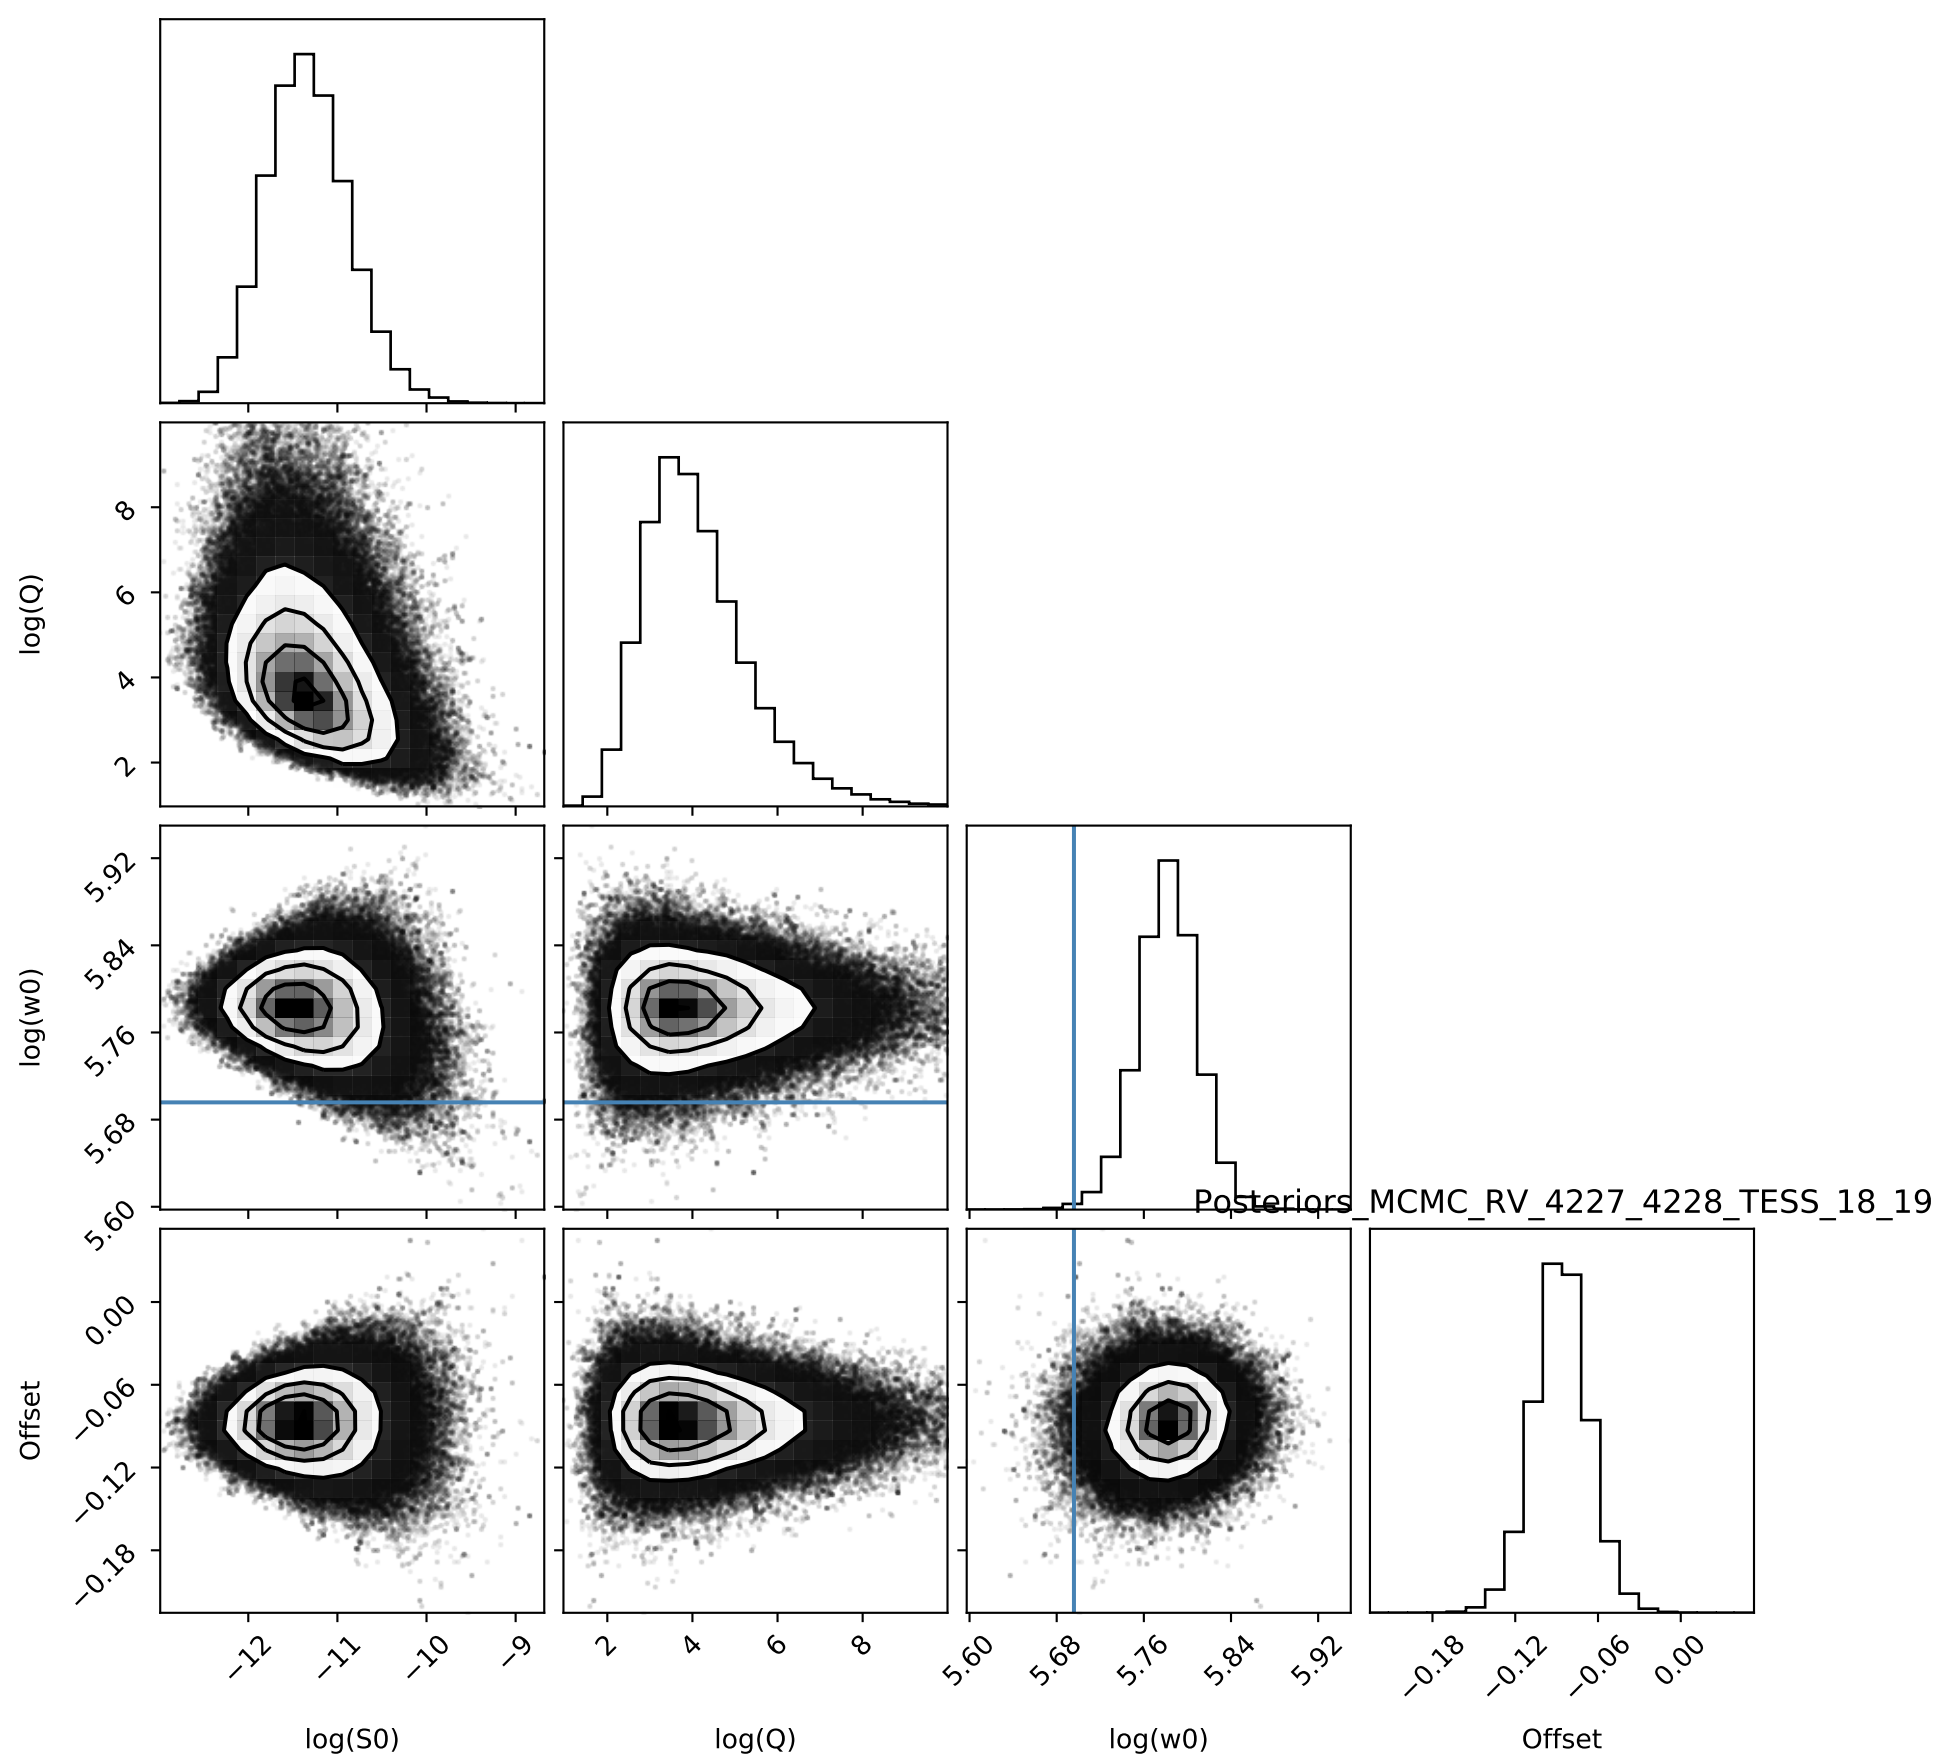 8
6
4
2
log(Q)
5.92
5.84
5.76
5.68
5.60
log(w0)
Posteriors_MCMC_RV_4227_4228_TESS_18_19
0.00
−0.06
−0.12
−0.18
Offset
−12 −11 −10 −9
2 4 6 8
5.60 5.68 5.76 5.84 5.92
−0.18 −0.12 −0.06 0.00
log(S0) log(Q) log(w0) Offset